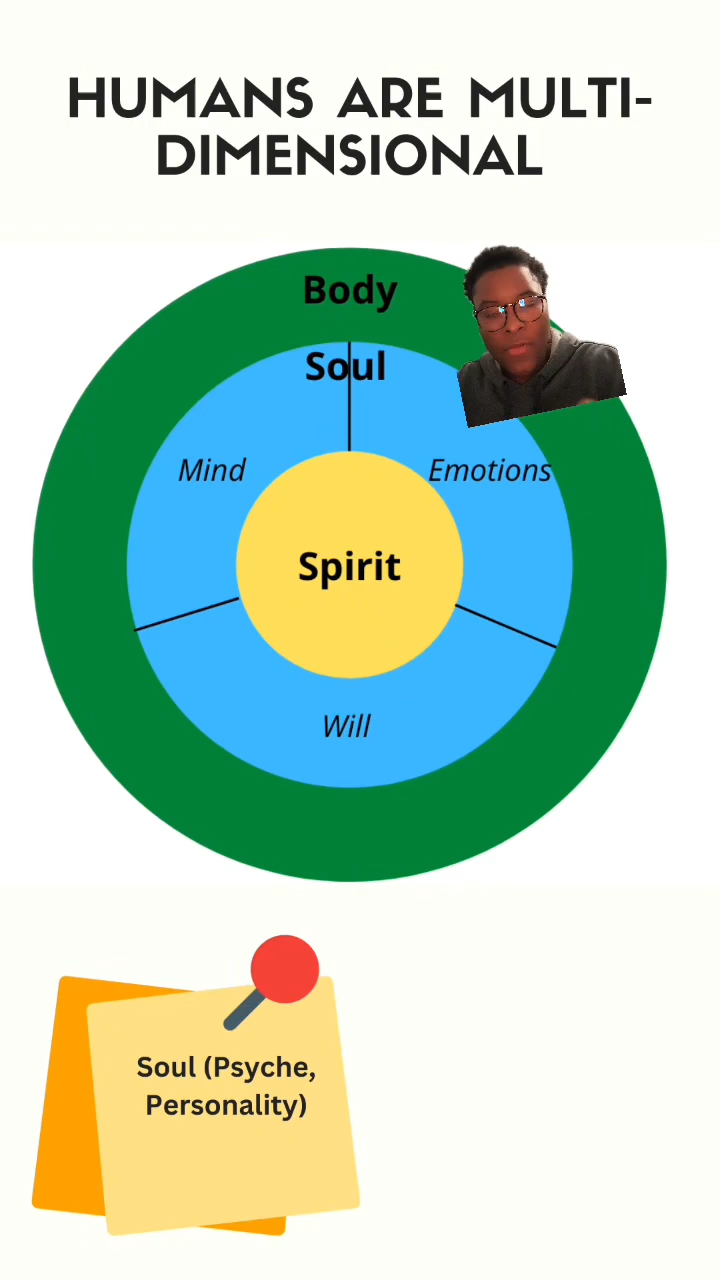 HUMANS ARE MULTI-
DIMENSIONAL
Body
Soul
Mind
Emotions
Spirit
Will
Soul (Psyche,
Personality)